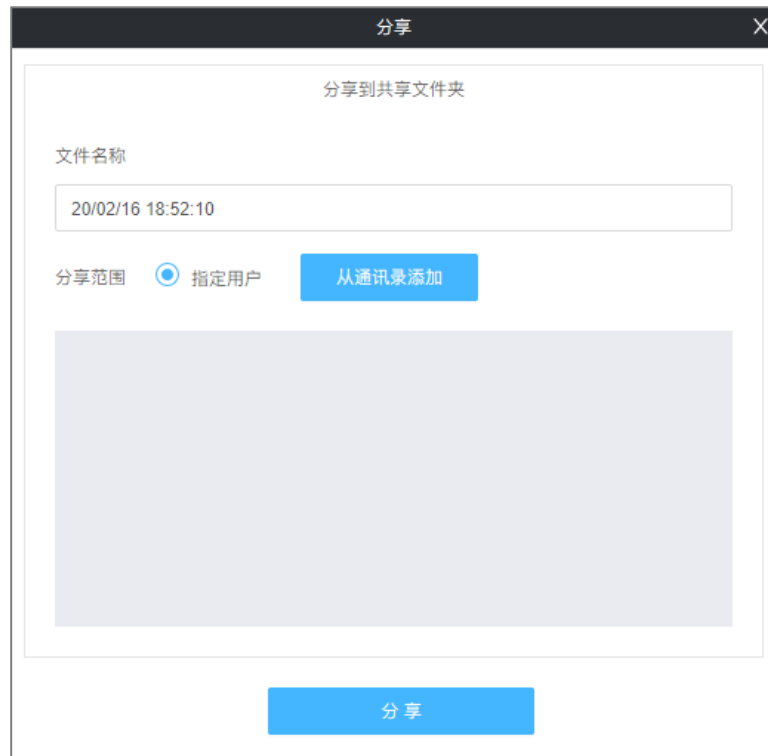 分享 X
分享到共享文件夹
文件名称
20/02/16 18:52:10
分享范围 指定用户 从通讯录添加
分 享